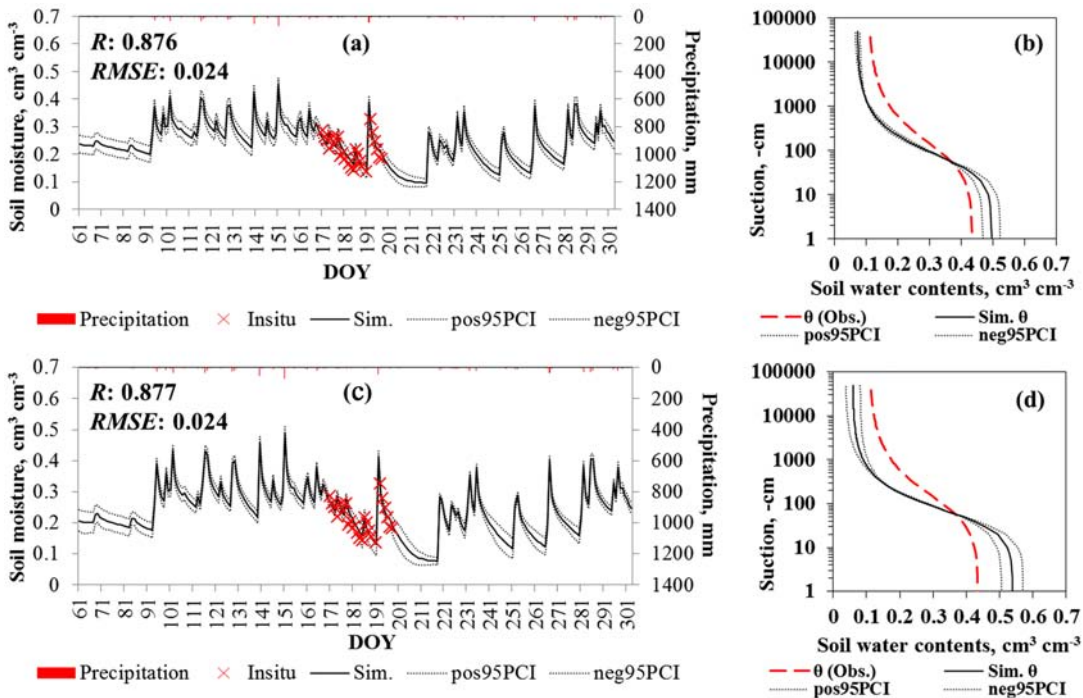 R: 0.876
RMSE: 0.024
(a)
Soil moisture, cm³ cm⁻³
0.7
0.6
0.5
0.4
0.3
0.2
0.1
0
0
200
400
600
800
1000
1200
1400
Precipitation, mm
61 71 81 91 101 111 121 131 141 151 161 171 181 191 201 211 221 231 241 251 261 271 281 291 301
DOY
Precipitation Insitu Sim. pos95PCI neg95PCI
(b)
Suction, -cm
100000
10000
1000
100
10
1
0 0.1 0.2 0.3 0.4 0.5 0.6 0.7
Soil water contents, cm³ cm⁻³
θ (Obs.) Sim. θ
pos95PCI neg95PCI
R: 0.877
RMSE: 0.024
(c)
Soil moisture, cm³ cm⁻³
0.7
0.6
0.5
0.4
0.3
0.2
0.1
0
0
200
400
600
800
1000
1200
1400
Precipitation, mm
61 71 81 91 101 111 121 131 141 151 161 171 181 191 201 211 221 231 241 251 261 271 281 291 301
DOY
Precipitation Insitu Sim. pos95PCI neg95PCI
(d)
Suction, -cm
100000
10000
1000
100
10
1
0 0.1 0.2 0.3 0.4 0.5 0.6 0.7
Soil water contents, cm³ cm⁻³
θ (Obs.) Sim. θ
pos95PCI neg95PCI